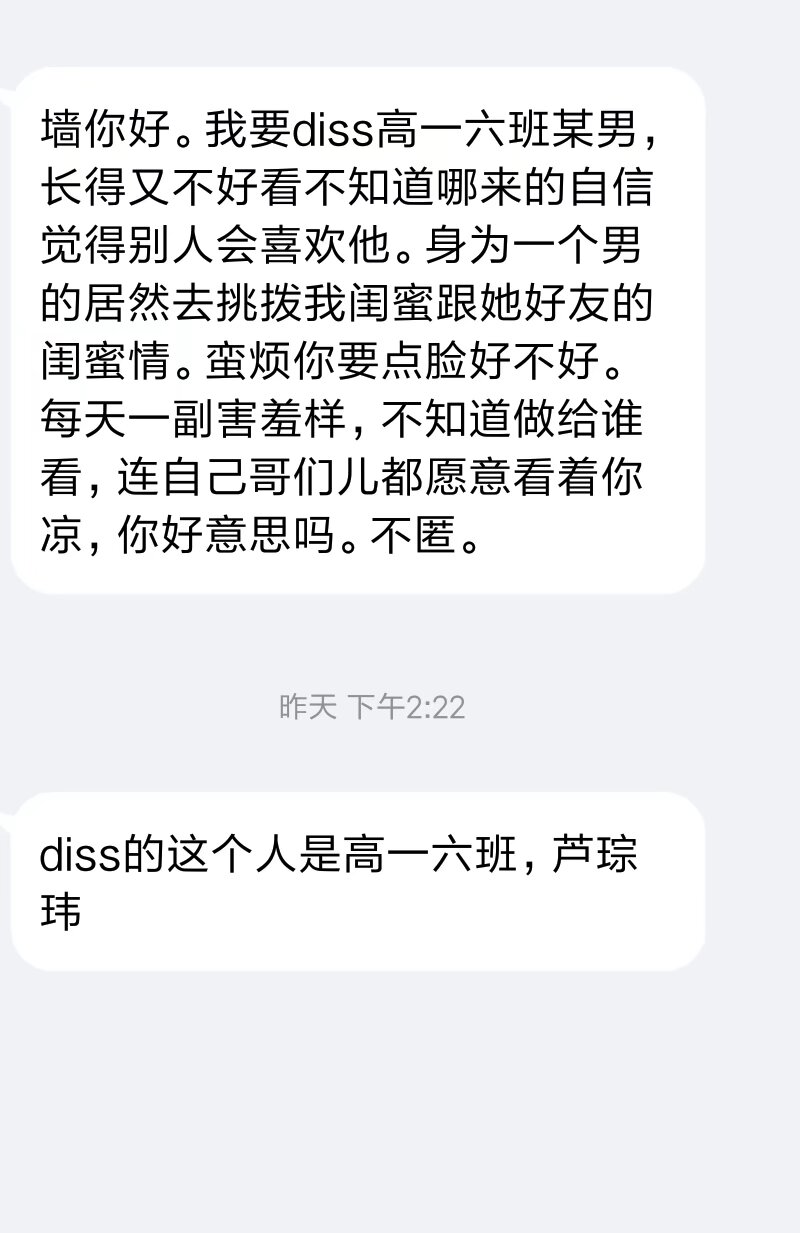 墙你好。我要diss高一六班某男，
长得又不好看不知道哪来的自信
觉得别人会喜欢他。身为一个男
的居然去挑拨我闺蜜跟她好友的
闺蜜情。蛮烦你要点脸好不好。
每天一副害羞样，不知道做给谁
看，连自己哥们儿都愿意看着你
凉，你好意思吗。不匿。
昨天 下午2:22
diss的这个人是高一六班，芦琮
玮